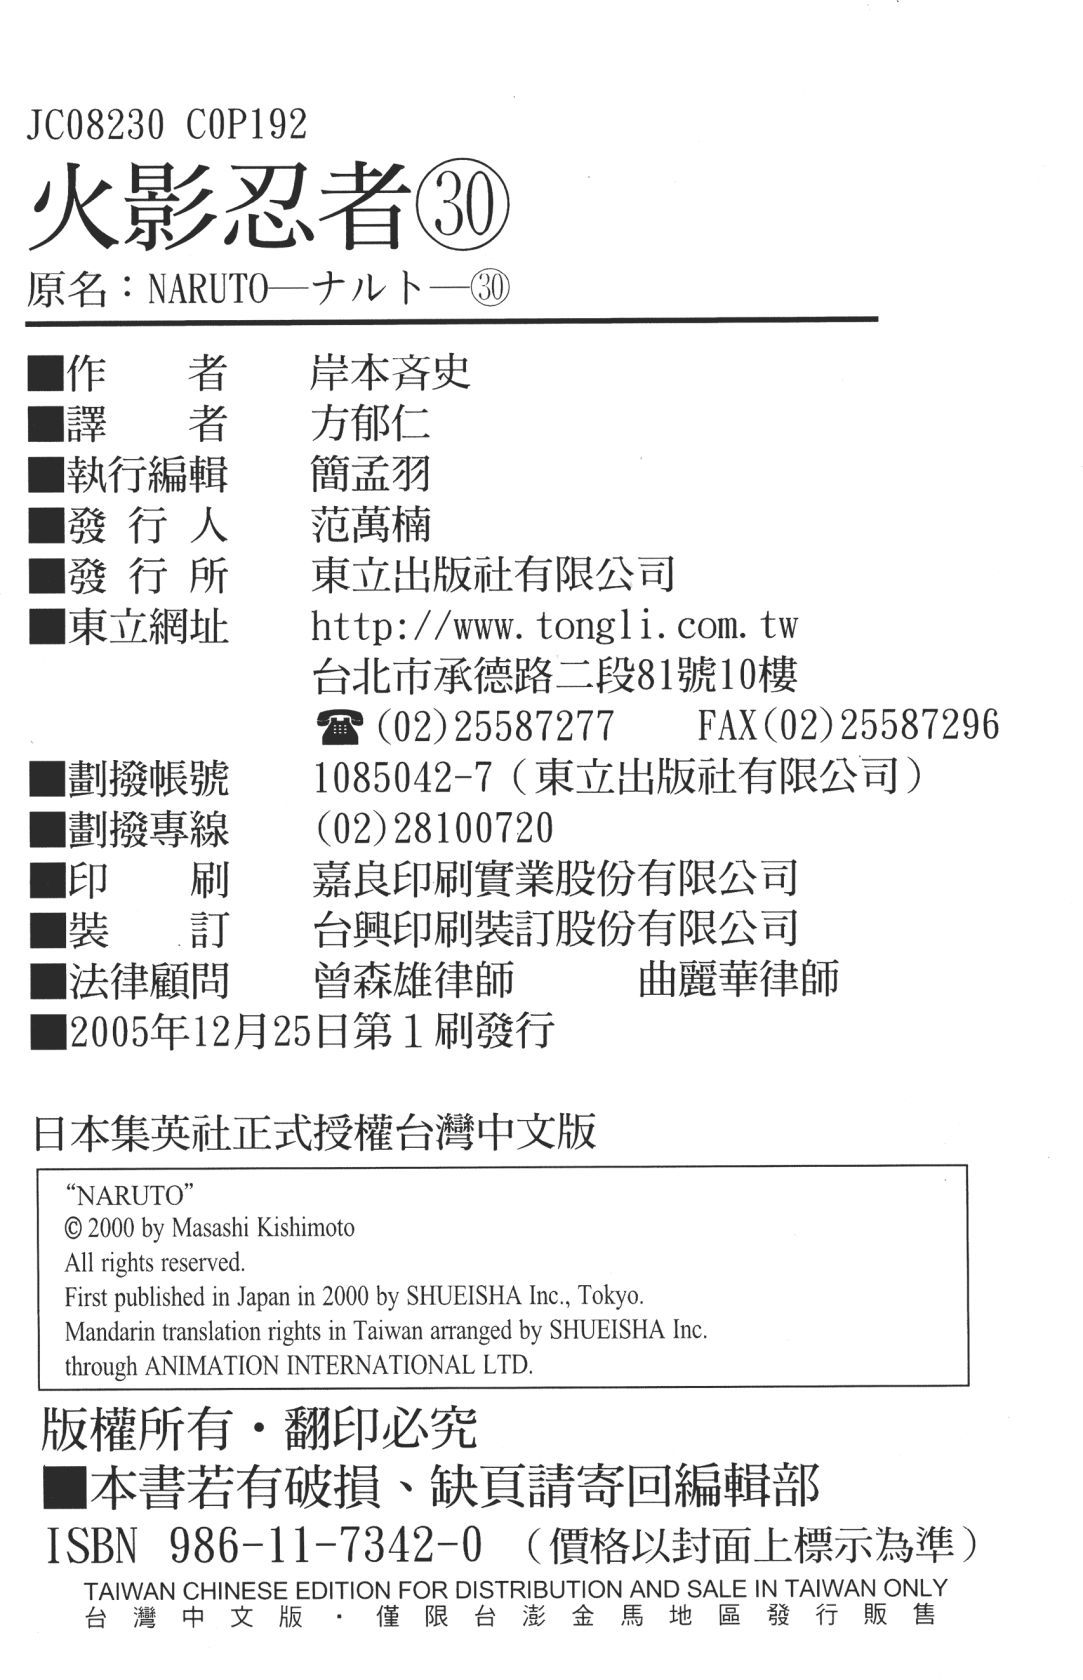 JC08230 C0P192
火影忍者㉚
原名：NARUTO—ナルト—㉚
■作　　者　　岸本斉史
■譯　　者　　方郁仁
■執行編輯　　簡孟羽
■發 行 人　　范萬楠
■發 行 所　　東立出版社有限公司
■東立網址　　http://www.tongli.com.tw
台北市承德路二段81號10樓
☎(02)25587277　　FAX(02)25587296
■劃撥帳號　　1085042-7（東立出版社有限公司）
■劃撥專線　　(02)28100720
■印　　刷　　嘉良印刷實業股份有限公司
■裝　　訂　　台興印刷裝訂股份有限公司
■法律顧問　　曾森雄律師　　　曲麗華律師
■2005年12月25日第１刷發行
日本集英社正式授權台灣中文版
“NARUTO”
© 2000 by Masashi Kishimoto
All rights reserved.
First published in Japan in 2000 by SHUEISHA Inc., Tokyo.
Mandarin translation rights in Taiwan arranged by SHUEISHA Inc.
through ANIMATION INTERNATIONAL LTD.
版權所有・翻印必究
■本書若有破損、缺頁請寄回編輯部
ISBN 986-11-7342-0 （價格以封面上標示為準）
TAIWAN CHINESE EDITION FOR DISTRIBUTION AND SALE IN TAIWAN ONLY
台灣中文版・僅限台澎金馬地區發行販售